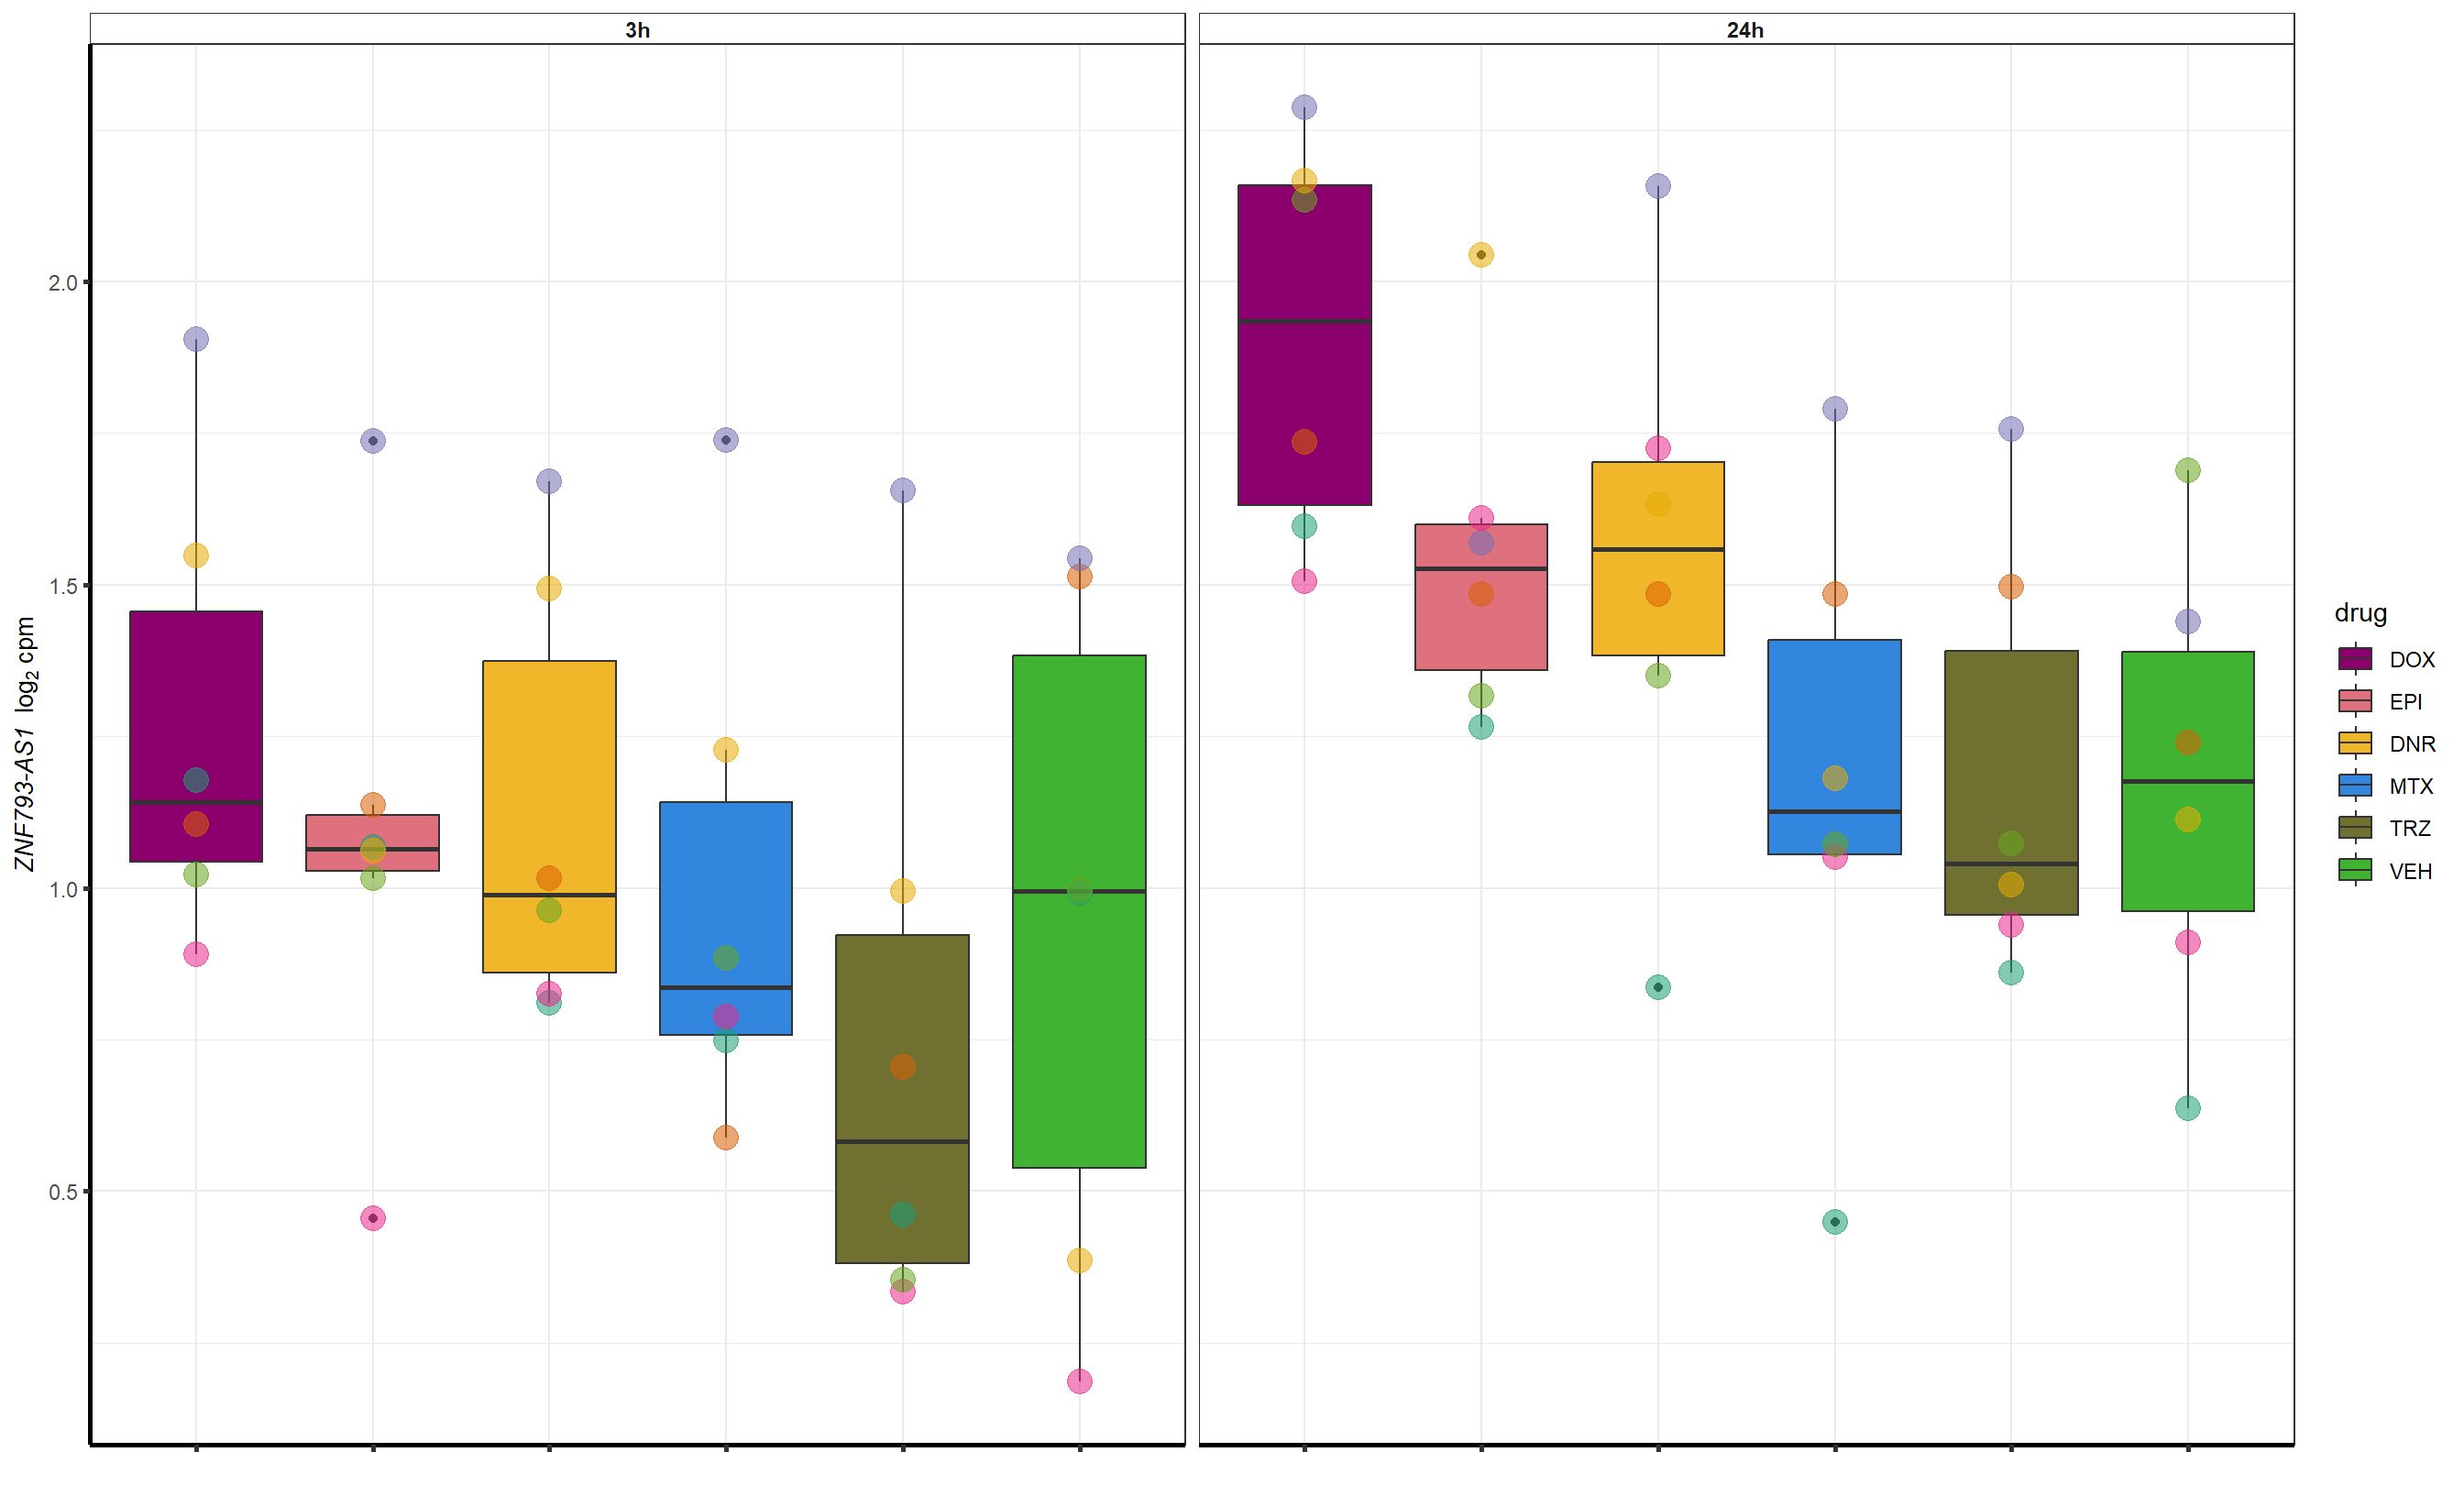 3h
24h
2.0
1.5
1.0
0.5
ZNF793-AS1 log₂ cpm
drug
DOX
EPI
DNR
MTX
TRZ
VEH